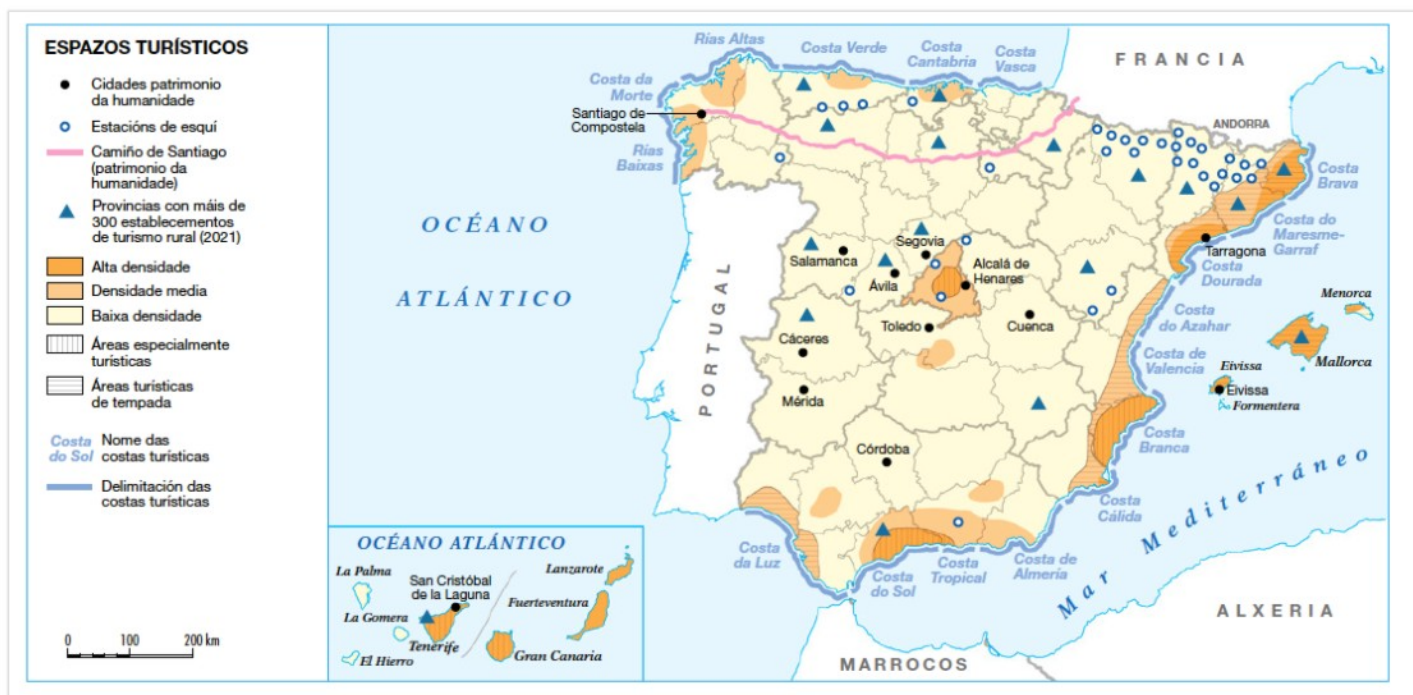 ESPAZOS TURÍSTICOS
Cidades patrimonio
da humanidade
Estacións de esquí
Camiño de Santiago
(patrimonio da
humanidade)
Provincias con máis de
300 establecementos
de turismo rural (2021)
Alta densidade
Densidade media
Baixa densidade
Áreas especialmente
turísticas
Áreas turísticas
de tempada
Costa
do Sol
Nome das
costas turísticas
Delimitación das
costas turísticas
0 100 200 km
Rías Altas
Costa Verde
Costa
Cantabria
Costa
Vasca
FRANCIA
Costa da
Morte
Santiago de
Compostela
ANDORRA
Rías
Baixas
Costa
Brava
OCÉANO
ATLÁNTICO
Costa do
Maresme-
Garraf
Segovia
Salamanca
Ávila
Alcalá de
Henares
Tarragona
Costa
Dourada
PORTUGAL
Toledo
Cuenca
Costa
do Azahar
Menorca
Cáceres
Costa de
Valencia
Mallorca
Eivissa
Eivissa
Formentera
Mérida
Costa
Branca
Córdoba
Costa
Cálida
Mar Mediterráneo
Costa
da Luz
Costa
do Sol
Costa
Tropical
Costa de
Almería
OCÉANO ATLÁNTICO
La Palma
San Cristóbal
de la Laguna
Lanzarote
La Gomera
Fuerteventura
El Hierro
Tenerife
Gran Canaria
MARROCOS
ALXERIA